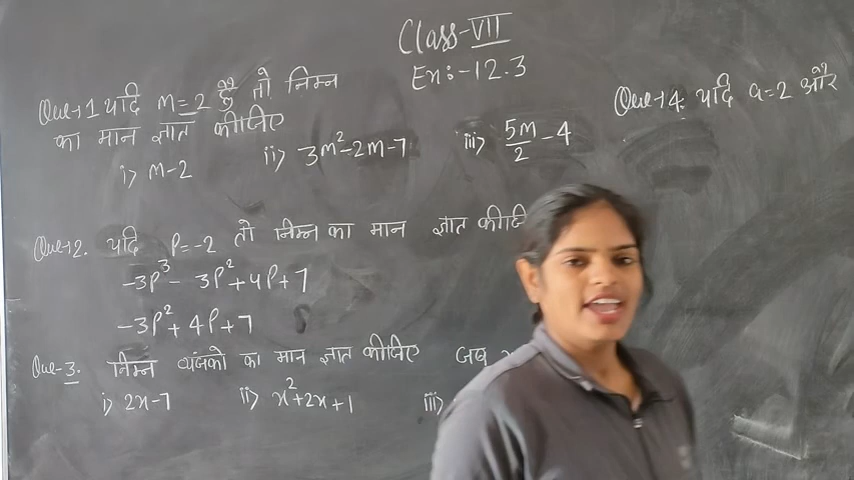 Class-VII
Ex:-12.3
Que-1 यदि m=2 है तो निम्न
का मान ज्ञात कीजिए
i) m-2 ii) 3m²-2m-7 iii) 5m/2 - 4
Que-2. यदि P=-2 तो निम्न का मान ज्ञात कीजि
-3P³ - 3P²+4P+7
-3P²+4P+7
Que-3. निम्न व्यंजको का मान ज्ञात कीजिए जब
i) 2x-7 ii) x²+2x+1 iii)
Que-4. यदि a=2 और